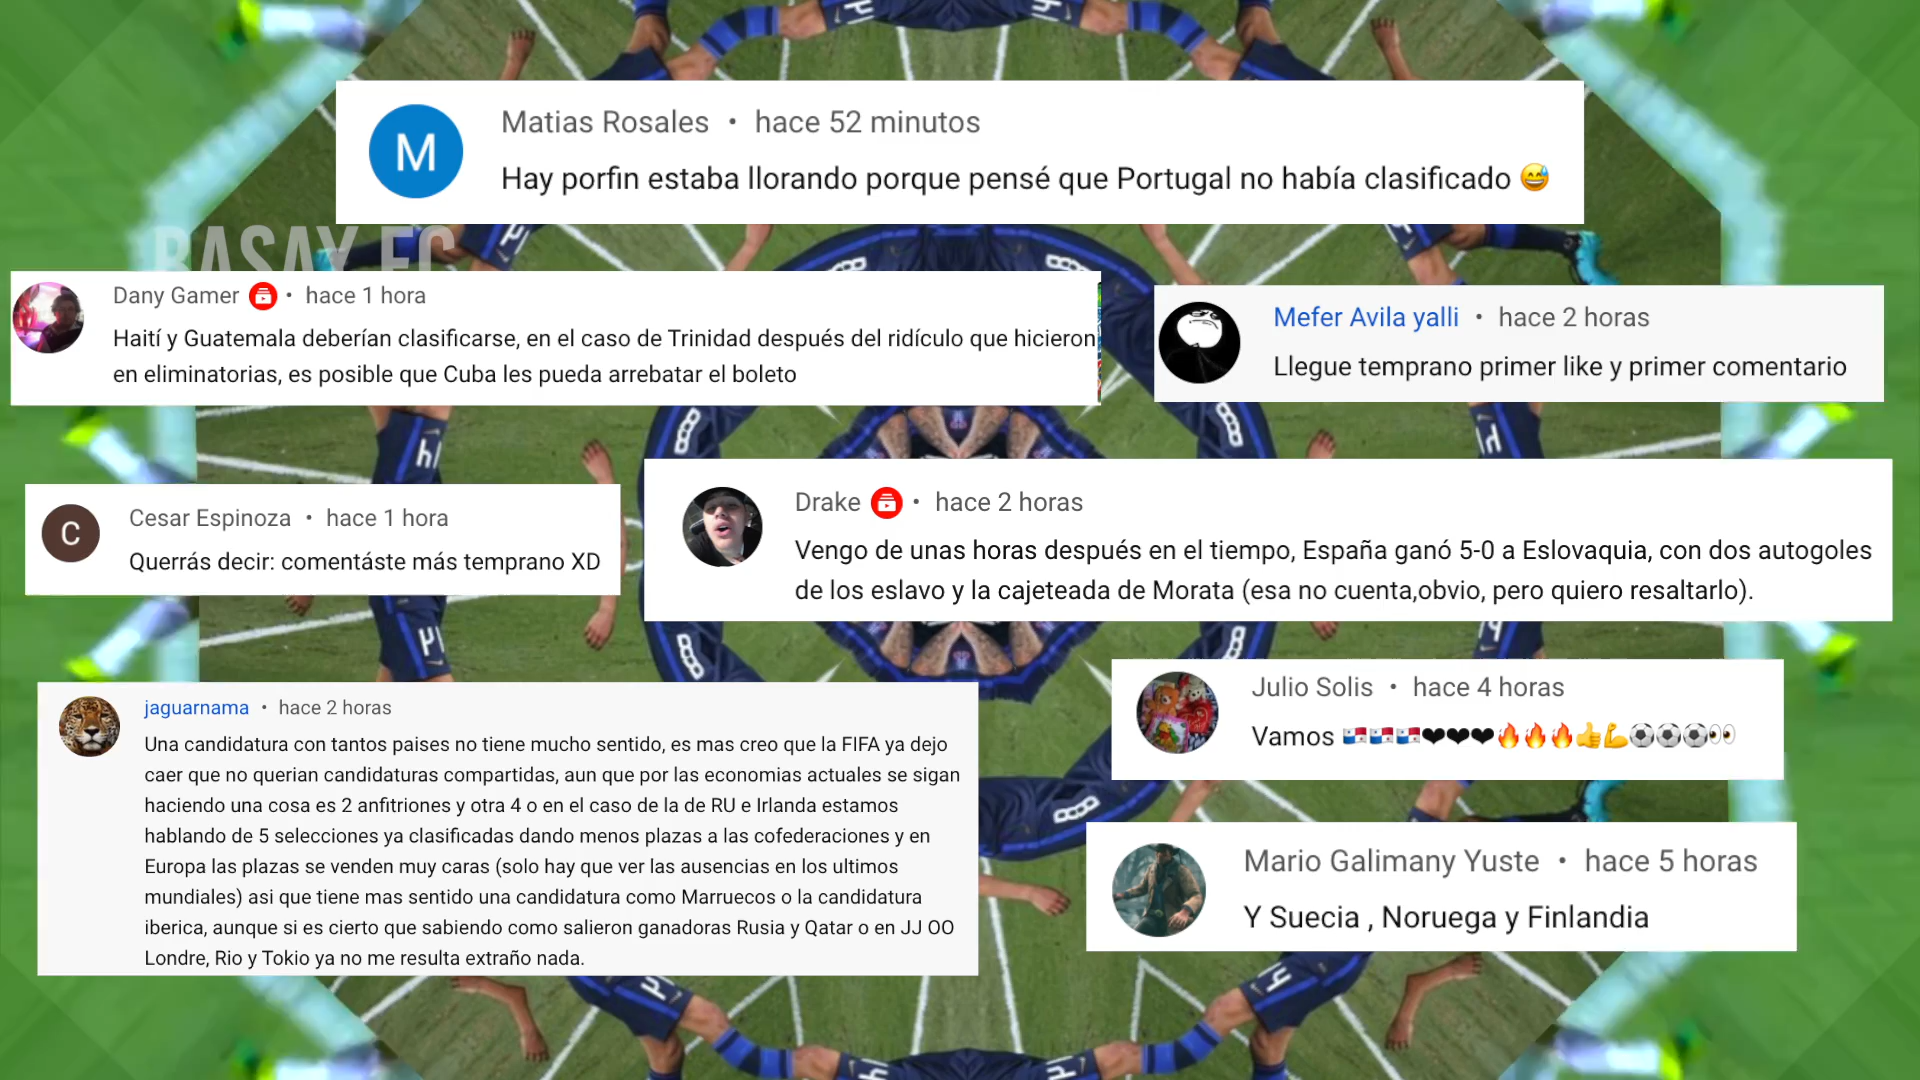 M
Matias Rosales • hace 52 minutos
Hay porfin estaba llorando porque pensé que Portugal no había clasificado 😅
BASAY FC
Dany Gamer • hace 1 hora
Haití y Guatemala deberían clasificarse, en el caso de Trinidad después del ridículo que hicieron
en eliminatorias, es posible que Cuba les pueda arrebatar el boleto
Mefer Avila yalli • hace 2 horas
Llegue temprano primer like y primer comentario
C
Cesar Espinoza • hace 1 hora
Querrás decir: comentáste más temprano XD
Drake • hace 2 horas
Vengo de unas horas después en el tiempo, España ganó 5-0 a Eslovaquia, con dos autogoles
de los eslavo y la cajeteada de Morata (esa no cuenta,obvio, pero quiero resaltarlo).
jaguarnama • hace 2 horas
Una candidatura con tantos paises no tiene mucho sentido, es mas creo que la FIFA ya dejo
caer que no querian candidaturas compartidas, aun que por las economias actuales se sigan
haciendo una cosa es 2 anfitriones y otra 4 o en el caso de la de RU e Irlanda estamos
hablando de 5 selecciones ya clasificadas dando menos plazas a las cofederaciones y en
Europa las plazas se venden muy caras (solo hay que ver las ausencias en los ultimos
mundiales) asi que tiene mas sentido una candidatura como Marruecos o la candidatura
iberica, aunque si es cierto que sabiendo como salieron ganadoras Rusia y Qatar o en JJ OO
Londre, Rio y Tokio ya no me resulta extraño nada.
Julio Solis • hace 4 horas
Vamos 🇵🇦🇵🇦🇵🇦❤❤❤🔥🔥🔥👍💪⚽⚽⚽👀
Mario Galimany Yuste • hace 5 horas
Y Suecia , Noruega y Finlandia